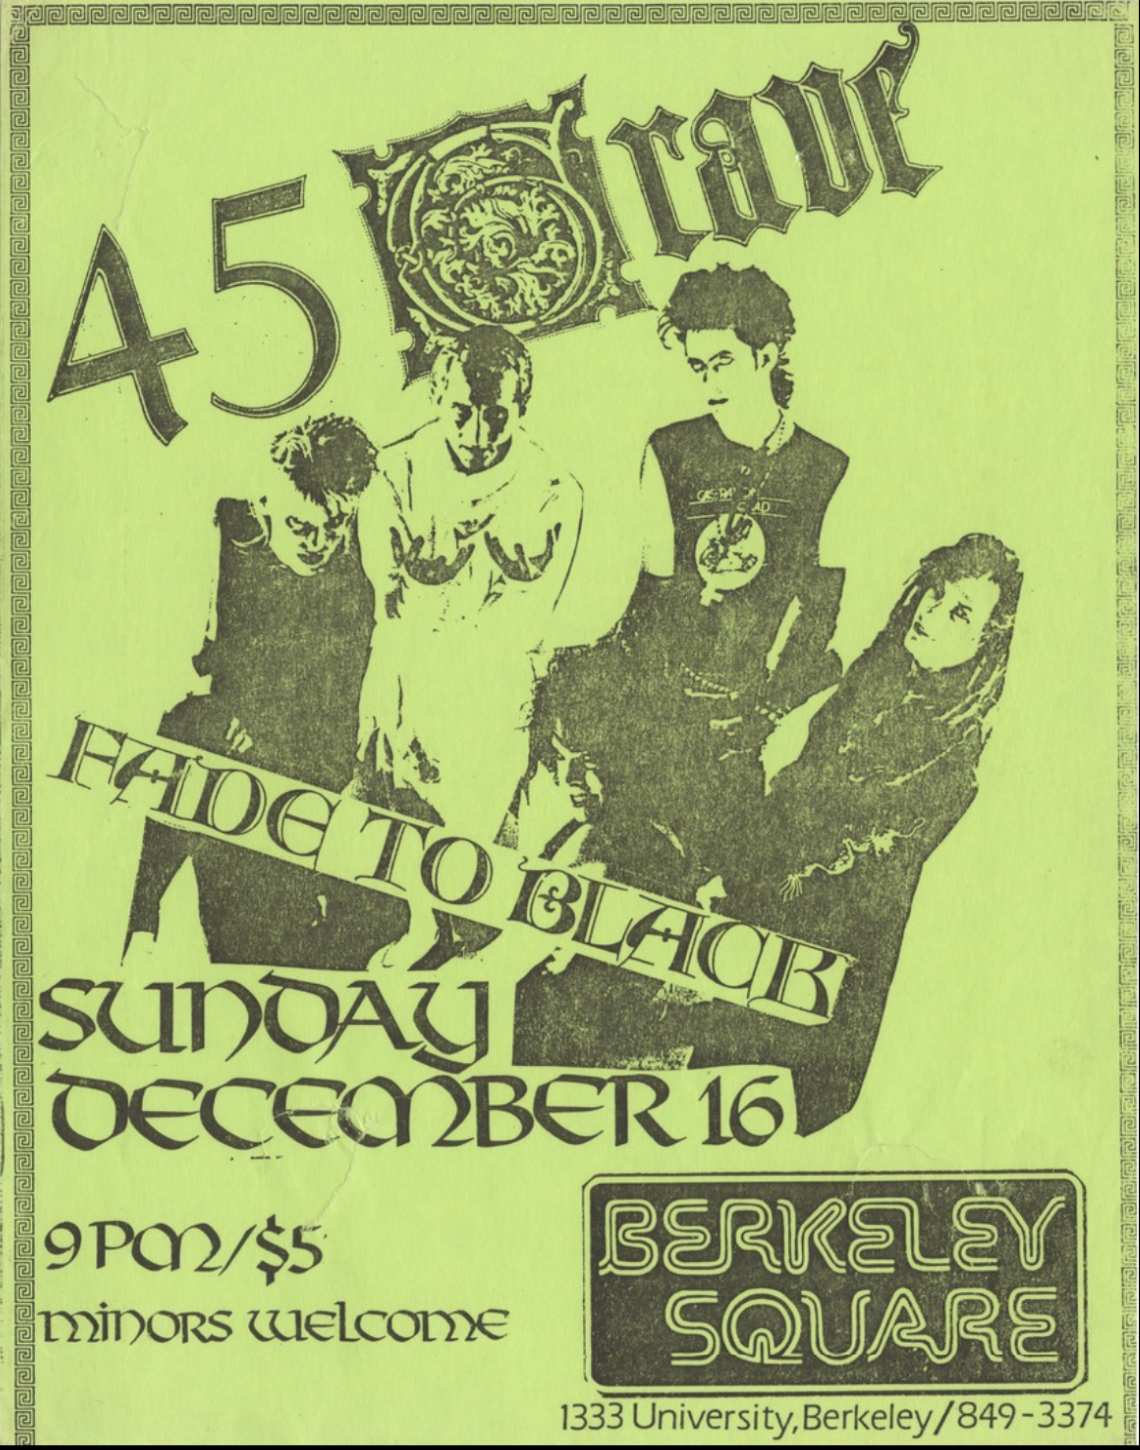 45 Grave
FADE TO BLACK
SUNDAY
DECEMBER 16
9 PM/$5
minors welcome
BERKELEY
SQUARE
1333 University, Berkeley/849-3374